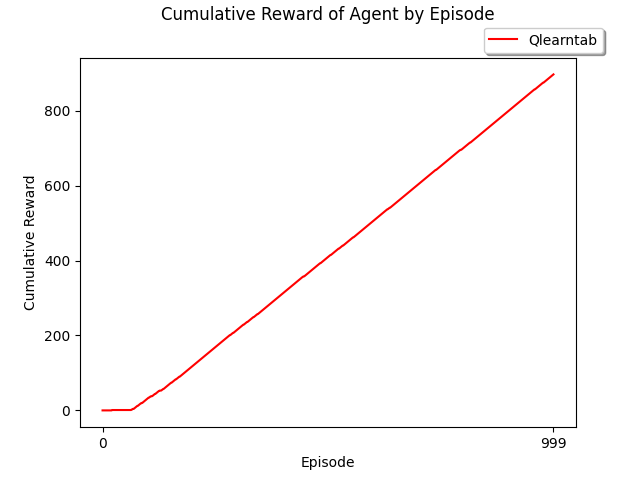 Cumulative Reward of Agent by Episode
Qlearntab
800
600
400
200
0
Cumulative Reward
0
999
Episode